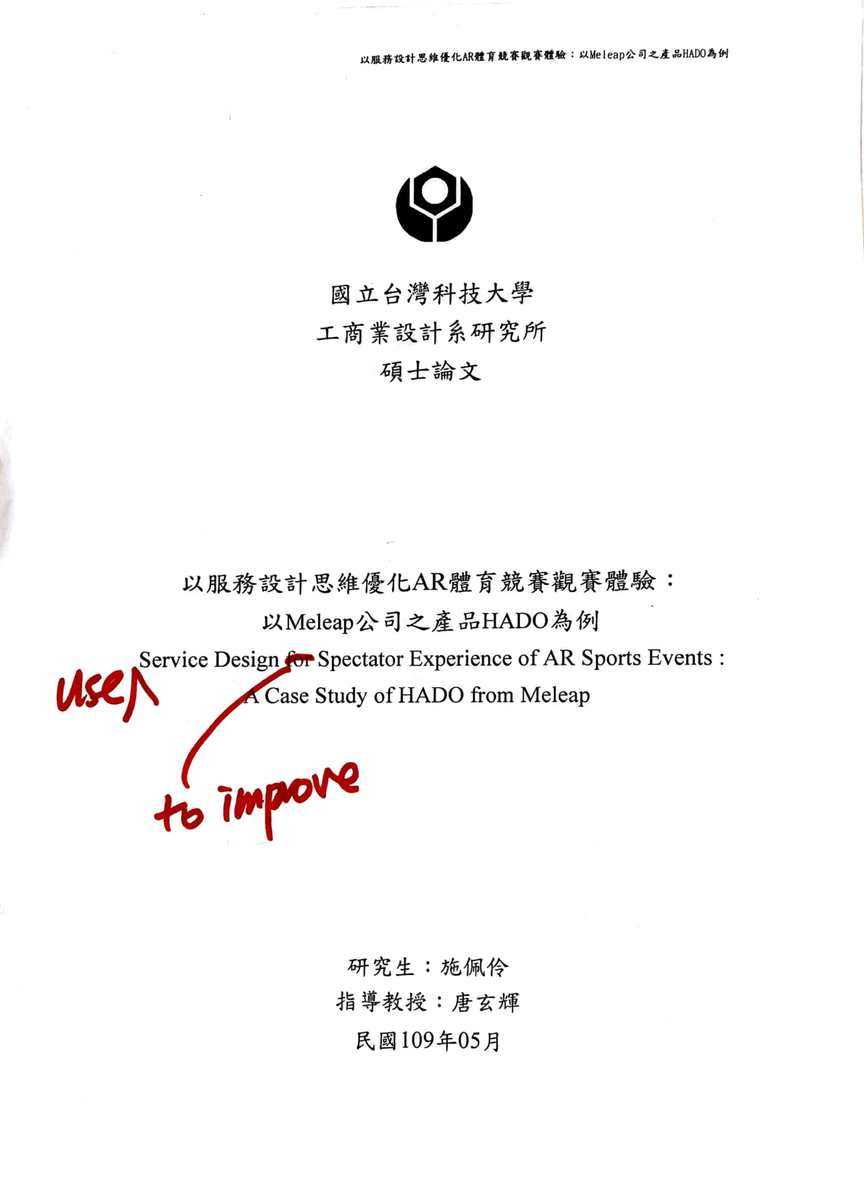 以服務設計思維優化AR體育競賽觀賽體驗：以Meleap公司之產品HADO為例
國立台灣科技大學
工商業設計系研究所
碩士論文
以服務設計思維優化AR體育競賽觀賽體驗：
以Meleap公司之產品HADO為例
Service Design for Spectator Experience of AR Sports Events :
use
A Case Study of HADO from Meleap
to improve
研究生：施佩伶
指導教授：唐玄輝
民國109年05月